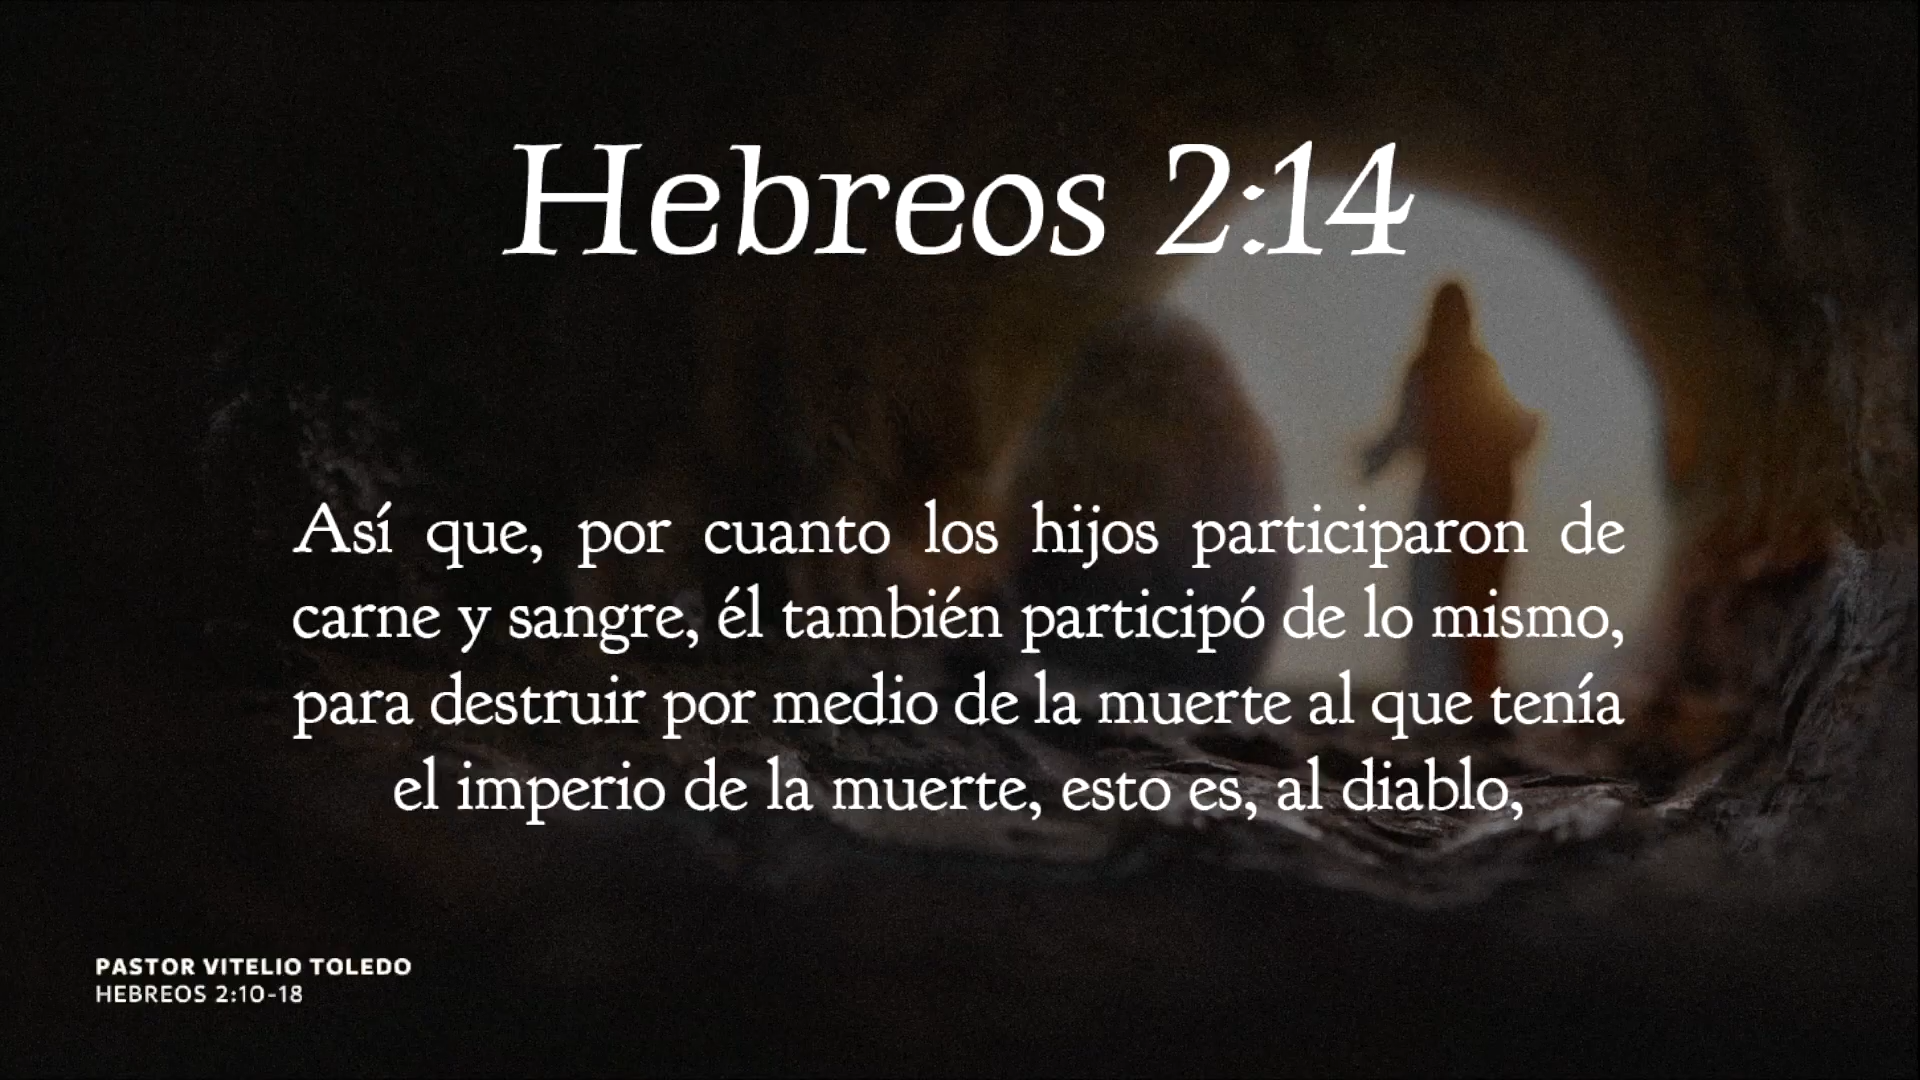 Hebreos 2:14
Así que, por cuanto los hijos participaron de
carne y sangre, él también participó de lo mismo,
para destruir por medio de la muerte al que tenía
el imperio de la muerte, esto es, al diablo,
PASTOR VITELIO TOLEDO
HEBREOS 2:10-18